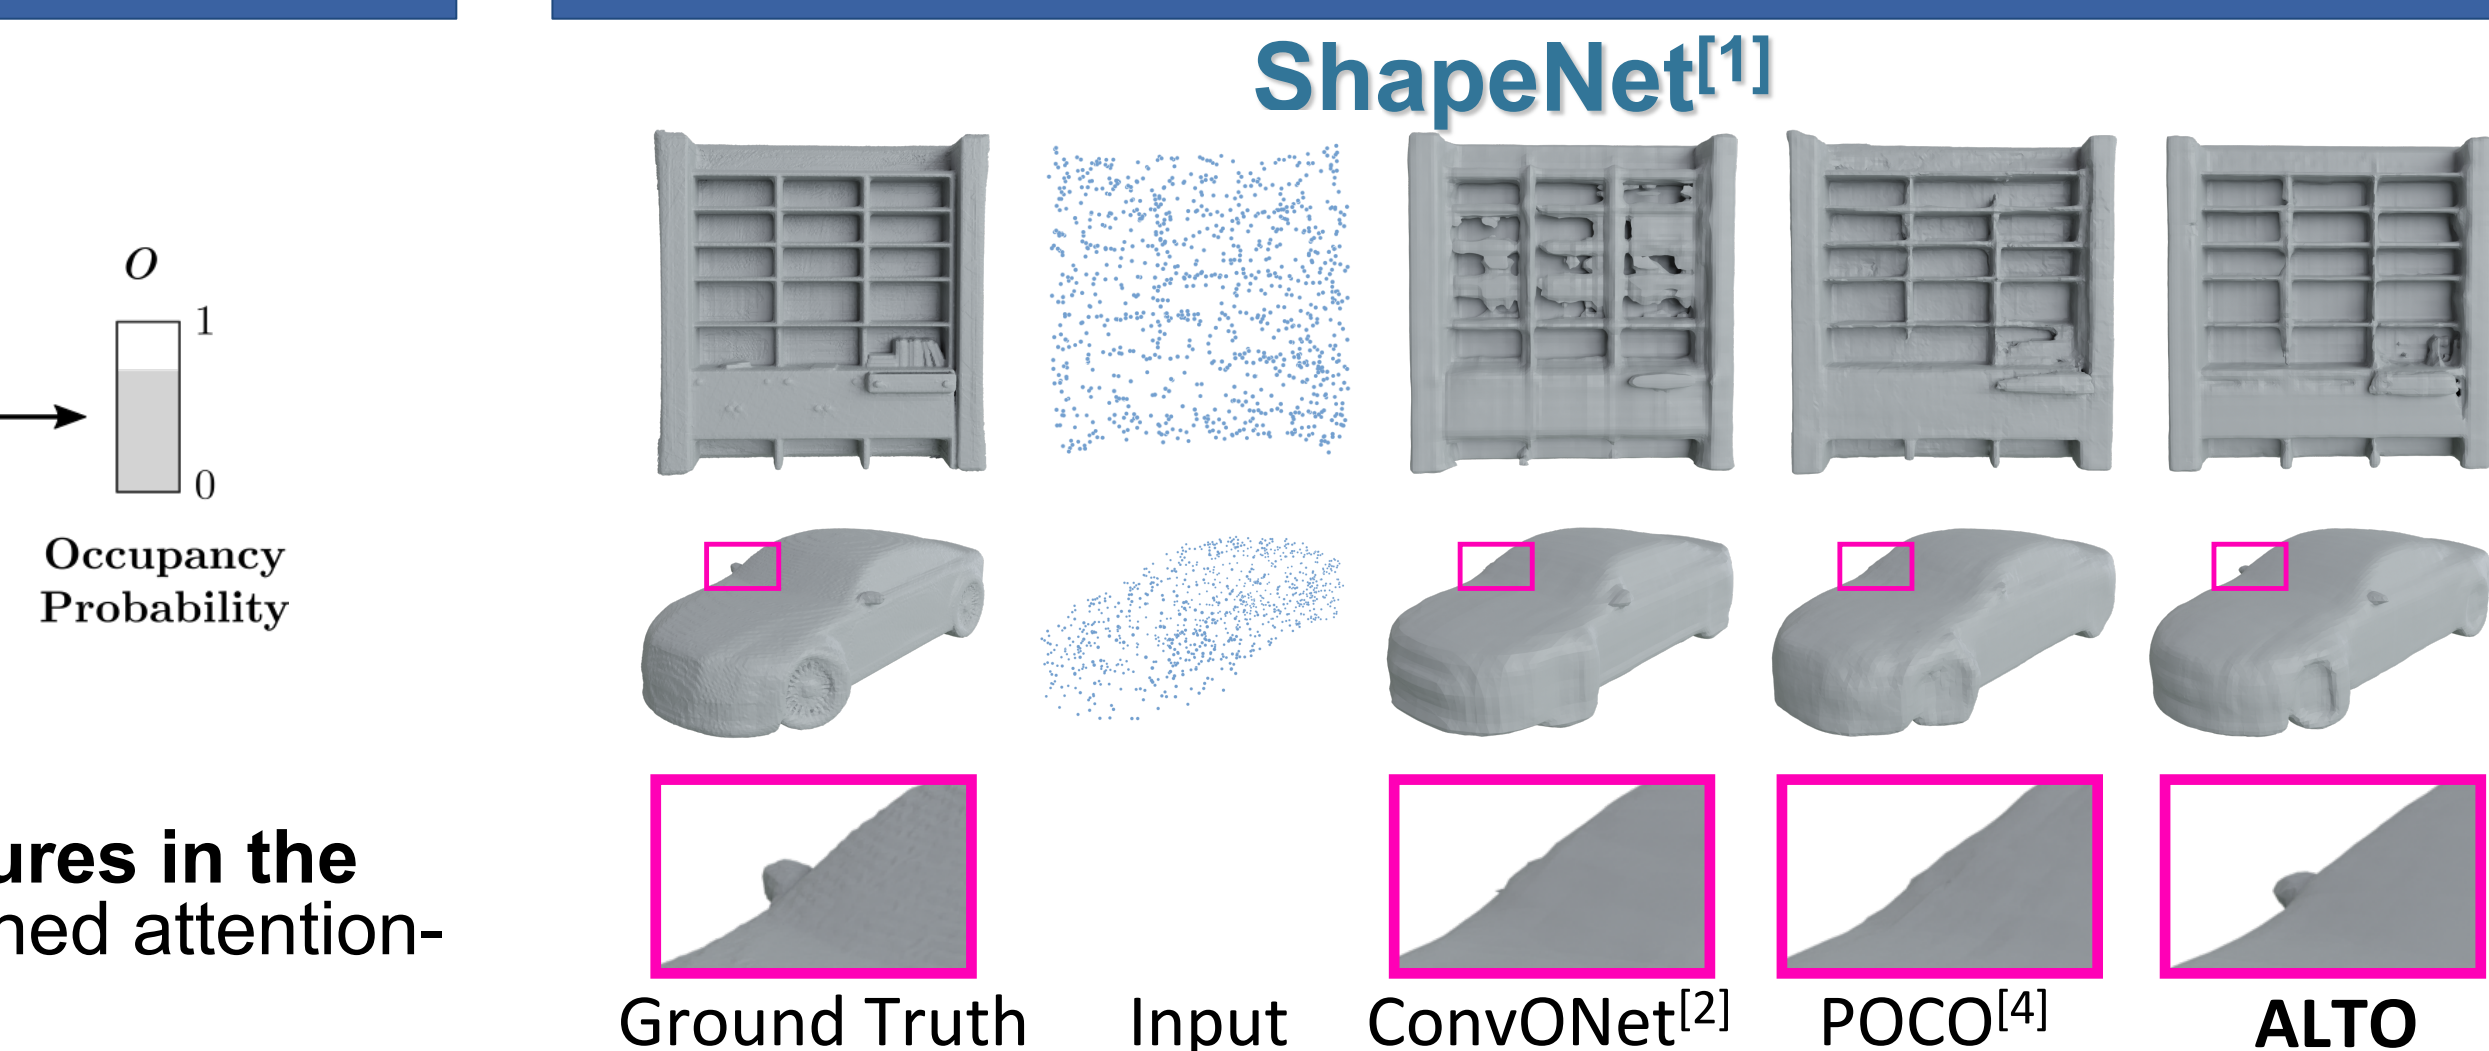 O
1
0
Occupancy
Probability
ures in the
ned attention-
ShapeNet[1]
Ground Truth
Input
ConvONet[2]
POCO[4]
ALTO